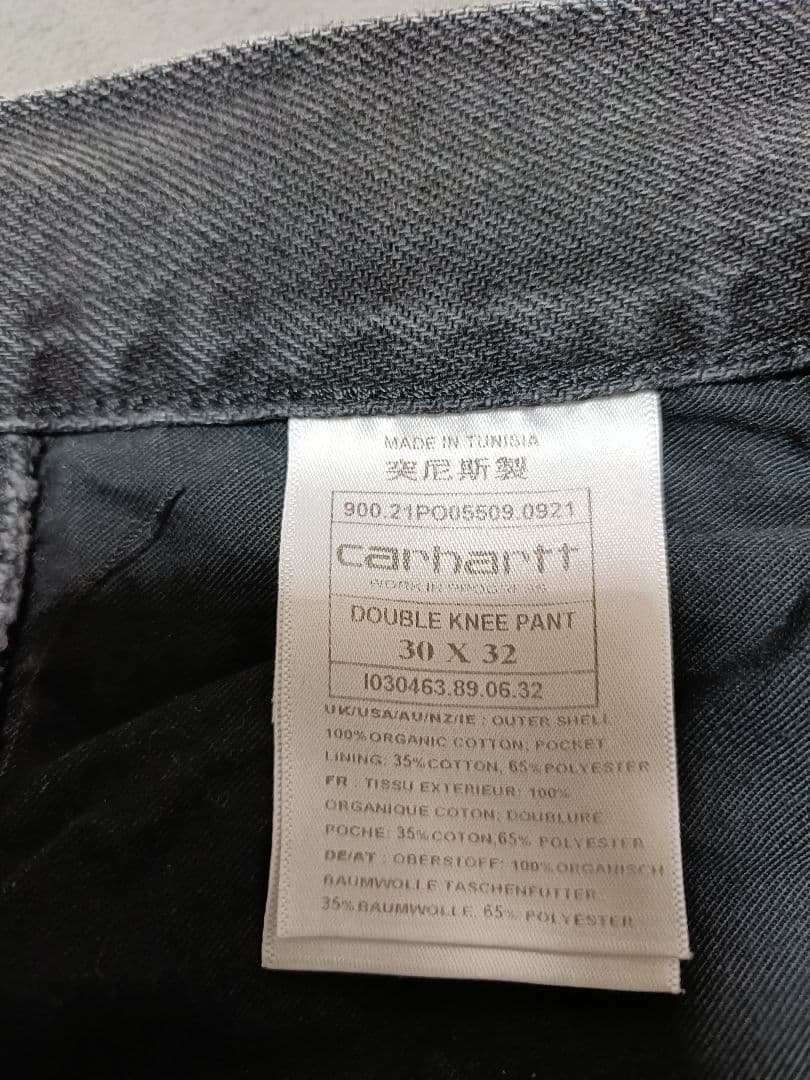 MADE IN TUNISIA
突尼斯製
900.21PO05509.0921
carhartt
WORK IN PROGRESS
DOUBLE KNEE PANT
30 X 32
I030463.89.06.32
UK/USA/AU/NZ/IE : OUTER SHELL
100% ORGANIC COTTON; POCKET
LINING: 35% COTTON, 65% POLYESTER
FR : TISSU EXTERIEUR: 100%
ORGANIQUE COTON; DOUBLURE
POCHE: 35% COTON,65% POLYESTER
DE/AT : OBERSTOFF: 100% ORGANISCH
BAUMWOLLE TASCHENFUTTER:
35% BAUMWOLLE, 65% POLYESTER